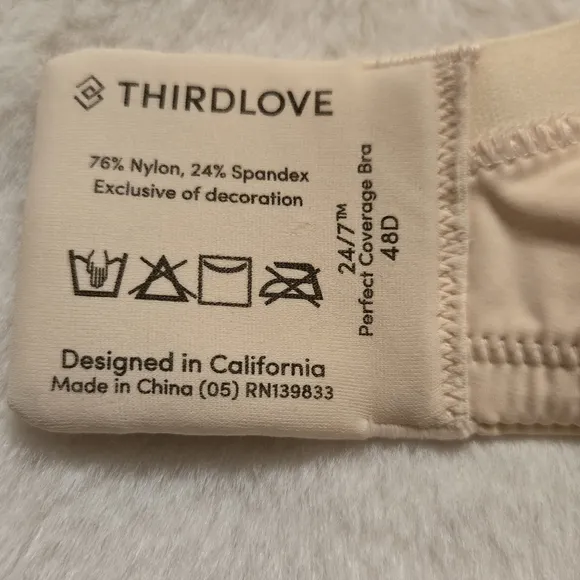 THIRDLOVE
76% Nylon, 24% Spandex
Exclusive of decoration
Designed in California
Made in China (05) RN139833
24/7™
Perfect Coverage Bra
48D